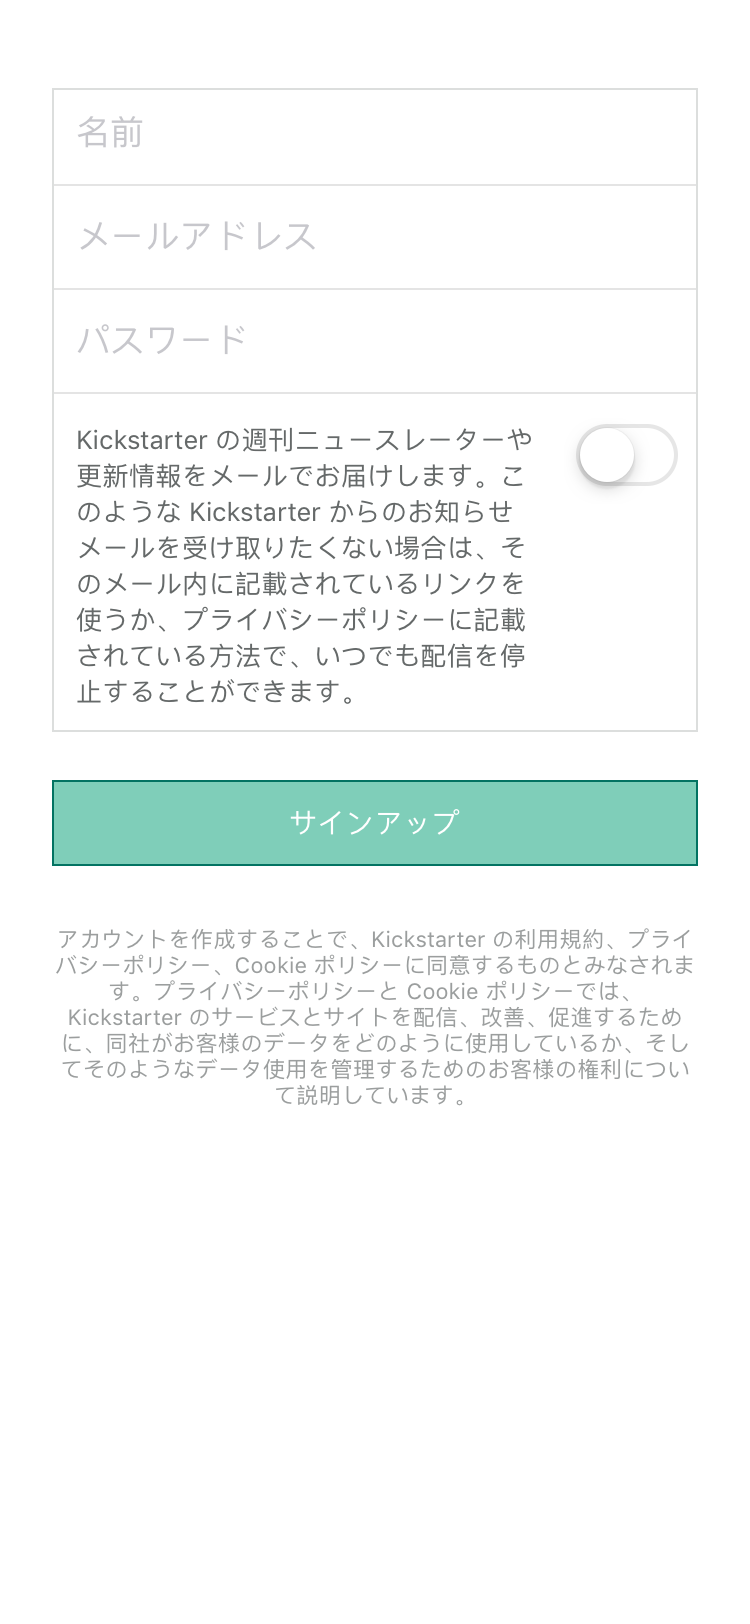 名前
メールアドレス
パスワード
Kickstarter の週刊ニュースレーターや
更新情報をメールでお届けします。こ
のような Kickstarter からのお知らせ
メールを受け取りたくない場合は、そ
のメール内に記載されているリンクを
使うか、プライバシーポリシーに記載
されている方法で、いつでも配信を停
止することができます。
サインアップ
アカウントを作成することで、Kickstarter の利用規約、プライ
バシーポリシー、Cookie ポリシーに同意するものとみなされま
す。プライバシーポリシーと Cookie ポリシーでは、
Kickstarter のサービスとサイトを配信、改善、促進するため
に、同社がお客様のデータをどのように使用しているか、そし
てそのようなデータ使用を管理するためのお客様の権利につい
て説明しています。